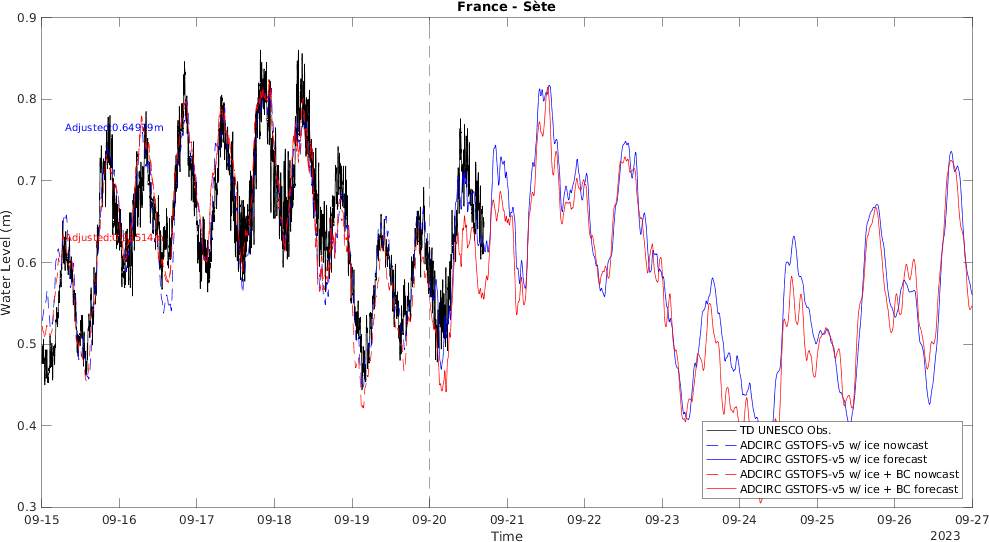 France - Sète
0.9
0.8
0.7
0.6
0.5
0.4
0.3
Water Level (m)
Adjusted:0.64979m
TD UNESCO Obs.
ADCIRC GSTOFS-v5 w/ ice nowcast
ADCIRC GSTOFS-v5 w/ ice forecast
ADCIRC GSTOFS-v5 w/ ice + BC nowcast
ADCIRC GSTOFS-v5 w/ ice + BC forecast
09-15 09-16 09-17 09-18 09-19 09-20 09-21 09-22 09-23 09-24 09-25 09-26 09-27
Time
2023